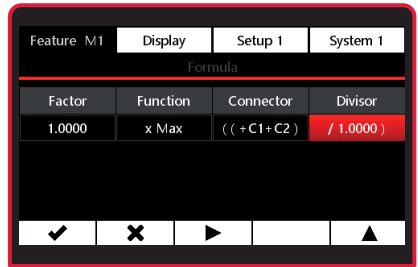 Feature M1 Display Setup 1 System 1
Formula
Factor Function Connector Divisor
1.0000 x Max ( ( +C1+C2 ) / 1.0000 )